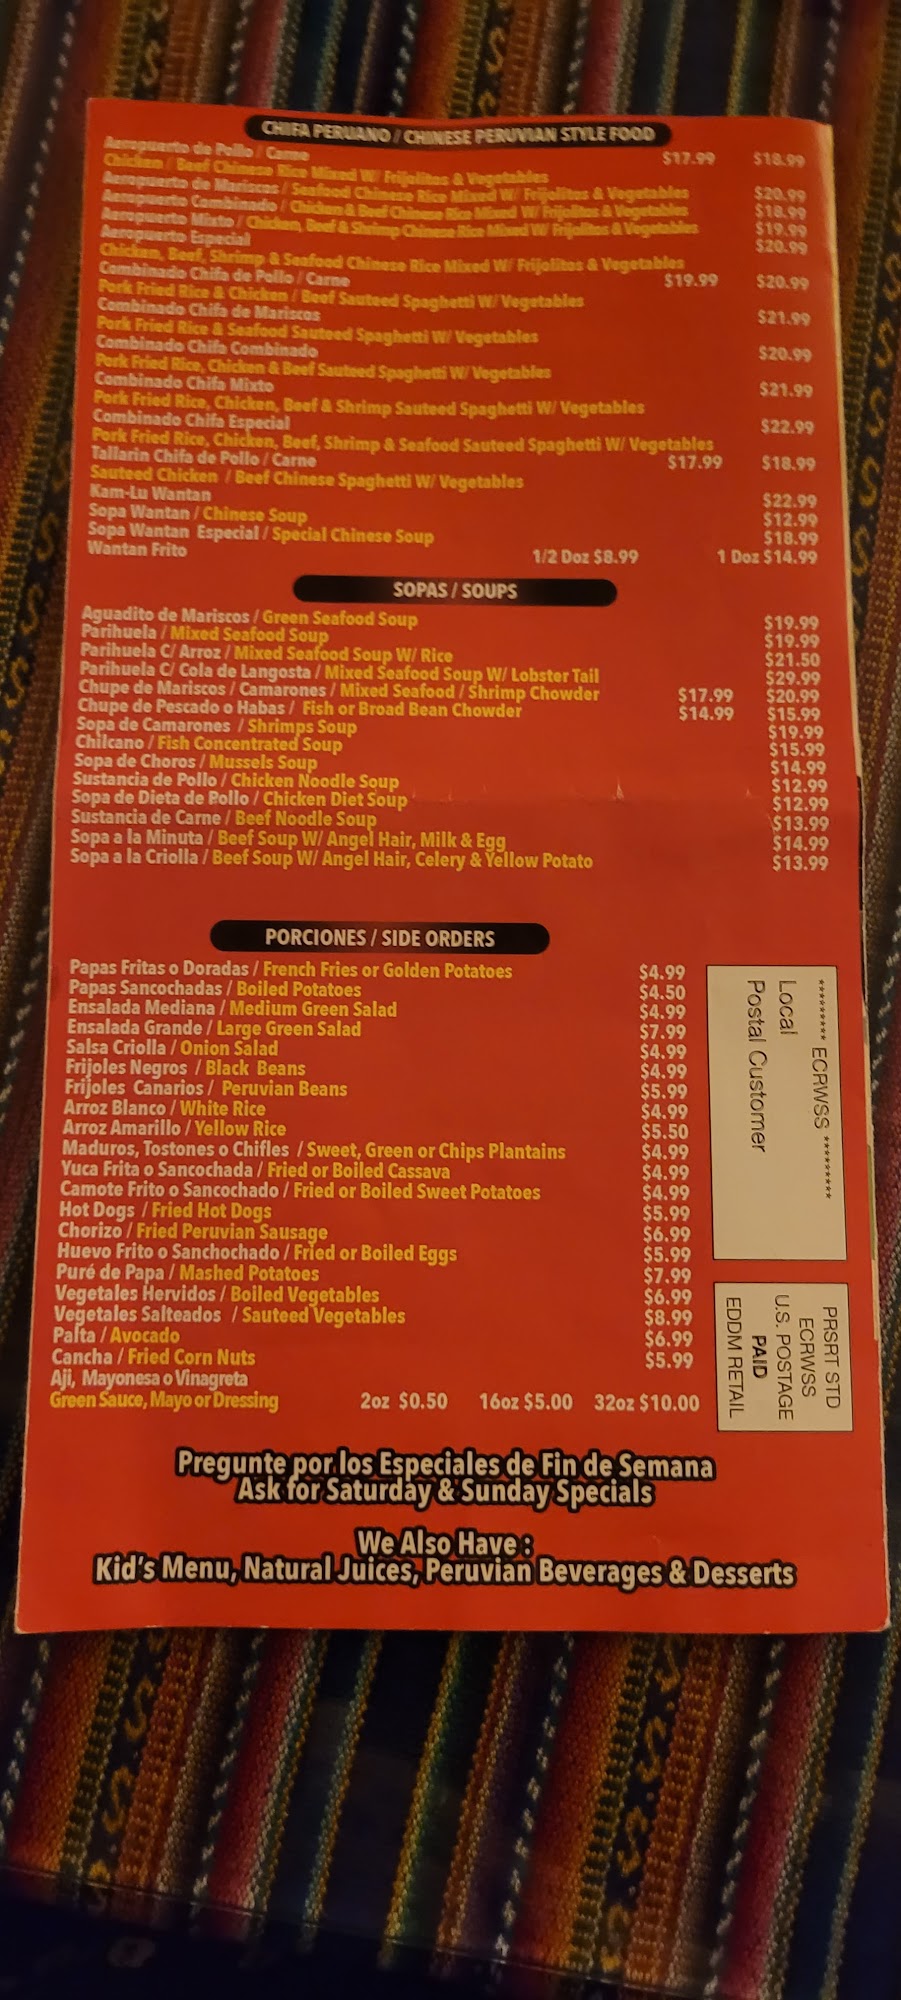 CHIFA PERUANO / CHINESE PERUVIAN STYLE FOOD
Aeropuerto de Pollo / Carne $17.99 $18.99
Chicken / Beef Chinese Rice Mixed W/ Frijolitos & Vegetables
Aeropuerto de Mariscos / Seafood Chinese Rice Mixed W/ Frijolitos & Vegetables $20.99
Aeropuerto Combinado / Chicken & Beef Chinese Rice Mixed W/ Frijolitos & Vegetables $18.99
Aeropuerto Mixto / Chicken, Beef & Shrimp Chinese Rice Mixed W/ Frijolitos & Vegetables $19.99
Aeropuerto Especial $20.99
Chicken, Beef, Shrimp & Seafood Chinese Rice Mixed W/ Frijolitos & Vegetables
Combinado Chifa de Pollo / Carne $19.99 $20.99
Pork Fried Rice & Chicken / Beef Sauteed Spaghetti W/ Vegetables
Combinado Chifa de Mariscos $21.99
Pork Fried Rice & Seafood Sauteed Spaghetti W/ Vegetables
Combinado Chifa Combinado $20.99
Pork Fried Rice, Chicken & Beef Sauteed Spaghetti W/ Vegetables
Combinado Chifa Mixto $21.99
Pork Fried Rice, Chicken, Beef & Shrimp Sauteed Spaghetti W/ Vegetables
Combinado Chifa Especial $22.99
Pork Fried Rice, Chicken, Beef, Shrimp & Seafood Sauteed Spaghetti W/ Vegetables
Tallarin Chifa de Pollo / Carne $17.99 $18.99
Sauteed Chicken / Beef Chinese Spaghetti W/ Vegetables
Kam-Lu Wantan $22.99
Sopa Wantan / Chinese Soup $12.99
Sopa Wantan Especial / Special Chinese Soup $18.99
Wantan Frito 1/2 Doz $8.99 1 Doz $14.99
SOPAS / SOUPS
Aguadito de Mariscos / Green Seafood Soup $19.99
Parihuela / Mixed Seafood Soup $19.99
Parihuela C/ Arroz / Mixed Seafood Soup W/ Rice $21.50
Parihuela C/ Cola de Langosta / Mixed Seafood Soup W/ Lobster Tail $29.99
Chupe de Mariscos / Camarones / Mixed Seafood / Shrimp Chowder $17.99 $20.99
Chupe de Pescado o Habas / Fish or Broad Bean Chowder $14.99 $15.99
Sopa de Camarones / Shrimps Soup $19.99
Chilcano / Fish Concentrated Soup $15.99
Sopa de Choros / Mussels Soup $14.99
Sustancia de Pollo / Chicken Noodle Soup $12.99
Sopa de Dieta de Pollo / Chicken Diet Soup $12.99
Sustancia de Carne / Beef Noodle Soup $13.99
Sopa a la Minuta / Beef Soup W/ Angel Hair, Milk & Egg $14.99
Sopa a la Criolla / Beef Soup W/ Angel Hair, Celery & Yellow Potato $13.99
PORCIONES / SIDE ORDERS
Papas Fritas o Doradas / French Fries or Golden Potatoes $4.99
Papas Sancochadas / Boiled Potatoes $4.50
Ensalada Mediana / Medium Green Salad $4.99
Ensalada Grande / Large Green Salad $7.99
Salsa Criolla / Onion Salad $4.99
Frijoles Negros / Black Beans $4.99
Frijoles Canarios / Peruvian Beans $5.99
Arroz Blanco / White Rice $4.99
Arroz Amarillo / Yellow Rice $5.50
Maduros, Tostones o Chifles / Sweet, Green or Chips Plantains $4.99
Yuca Frita o Sancochada / Fried or Boiled Cassava $4.99
Camote Frito o Sancochado / Fried or Boiled Sweet Potatoes $4.99
Hot Dogs / Fried Hot Dogs $5.99
Chorizo / Fried Peruvian Sausage $6.99
Huevo Frito o Sanchochado / Fried or Boiled Eggs $5.99
Puré de Papa / Mashed Potatoes $7.99
Vegetales Hervidos / Boiled Vegetables $6.99
Vegetales Salteados / Sauteed Vegetables $8.99
Palta / Avocado $6.99
Cancha / Fried Corn Nuts $5.99
Aji, Mayonesa o Vinagreta
Green Sauce, Mayo or Dressing 2oz $0.50 16oz $5.00 32oz $10.00
********* ECRWSS *********
Local
Postal Customer
PRSRT STD
ECRWSS
U.S. POSTAGE
PAID
EDDM RETAIL
Pregunte por los Especiales de Fin de Semana
Ask for Saturday & Sunday Specials
We Also Have :
Kid's Menu, Natural Juices, Peruvian Beverages & Desserts